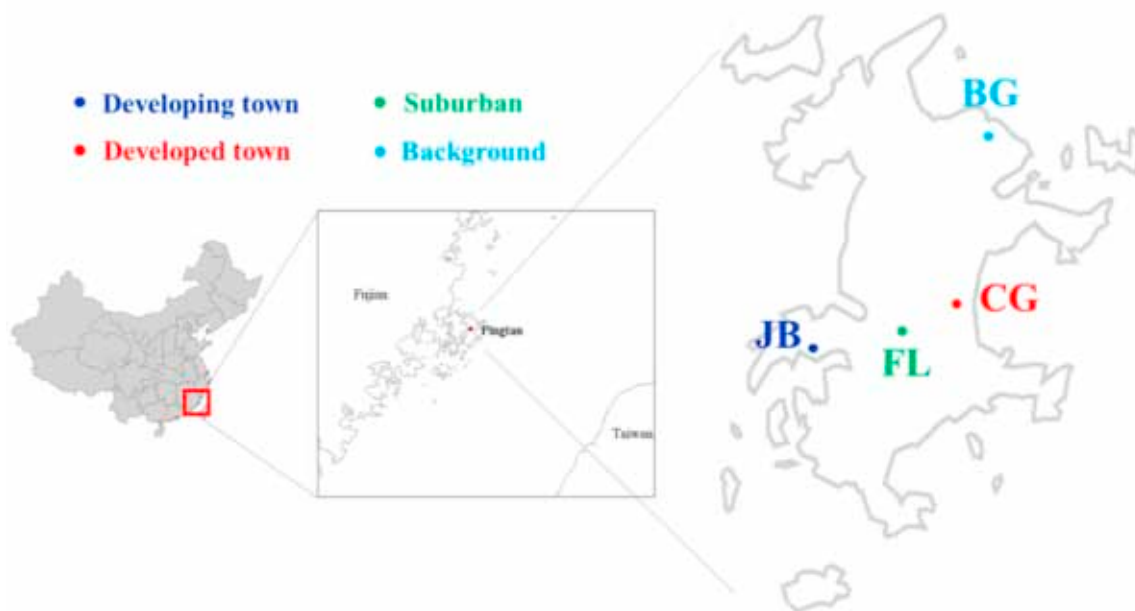 Developing town
Suburban
Developed town
Background
Fujian
Pingtan
Taiwan
BG
CG
JB
FL